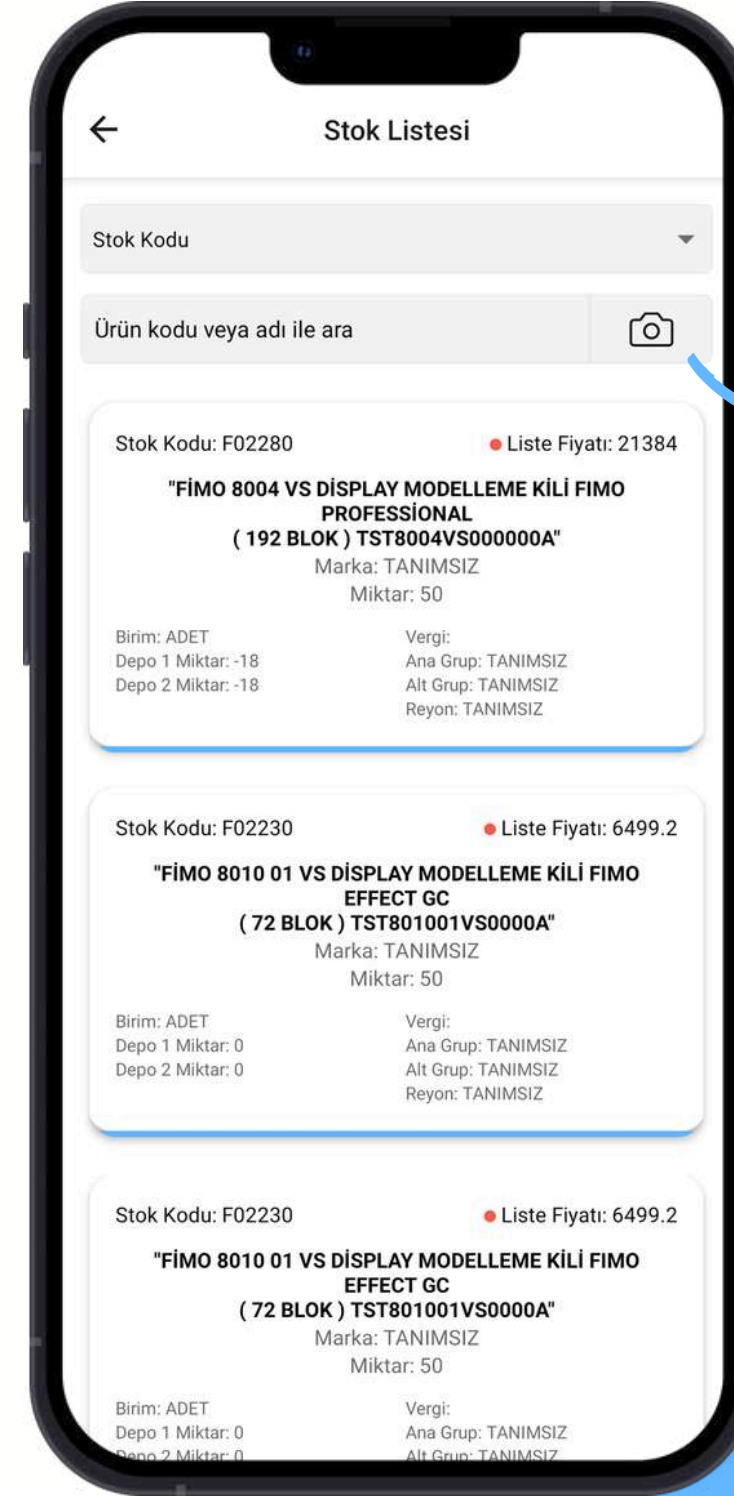 Stok Listesi
Stok Kodu
Ürün kodu veya adı ile ara
Stok Kodu: F02280
Liste Fiyatı: 21384
"FİMO 8004 VS DİSPLAY MODELLEME KİLİ FIMO
PROFESSİONAL
( 192 BLOK ) TST8004VS000000A"
Marka: TANIMSIZ
Miktar: 50
Birim: ADET
Depo 1 Miktar: -18
Depo 2 Miktar: -18
Vergi:
Ana Grup: TANIMSIZ
Alt Grup: TANIMSIZ
Reyon: TANIMSIZ
Stok Kodu: F02230
Liste Fiyatı: 6499.2
"FİMO 8010 01 VS DİSPLAY MODELLEME KİLİ FIMO
EFFECT GC
( 72 BLOK ) TST801001VS0000A"
Marka: TANIMSIZ
Miktar: 50
Birim: ADET
Depo 1 Miktar: 0
Depo 2 Miktar: 0
Vergi:
Ana Grup: TANIMSIZ
Alt Grup: TANIMSIZ
Reyon: TANIMSIZ
Stok Kodu: F02230
Liste Fiyatı: 6499.2
"FİMO 8010 01 VS DİSPLAY MODELLEME KİLİ FIMO
EFFECT GC
( 72 BLOK ) TST801001VS0000A"
Marka: TANIMSIZ
Miktar: 50
Birim: ADET
Depo 1 Miktar: 0
Depo 2 Miktar: 0
Vergi:
Ana Grup: TANIMSIZ
Alt Grup: TANIMSIZ